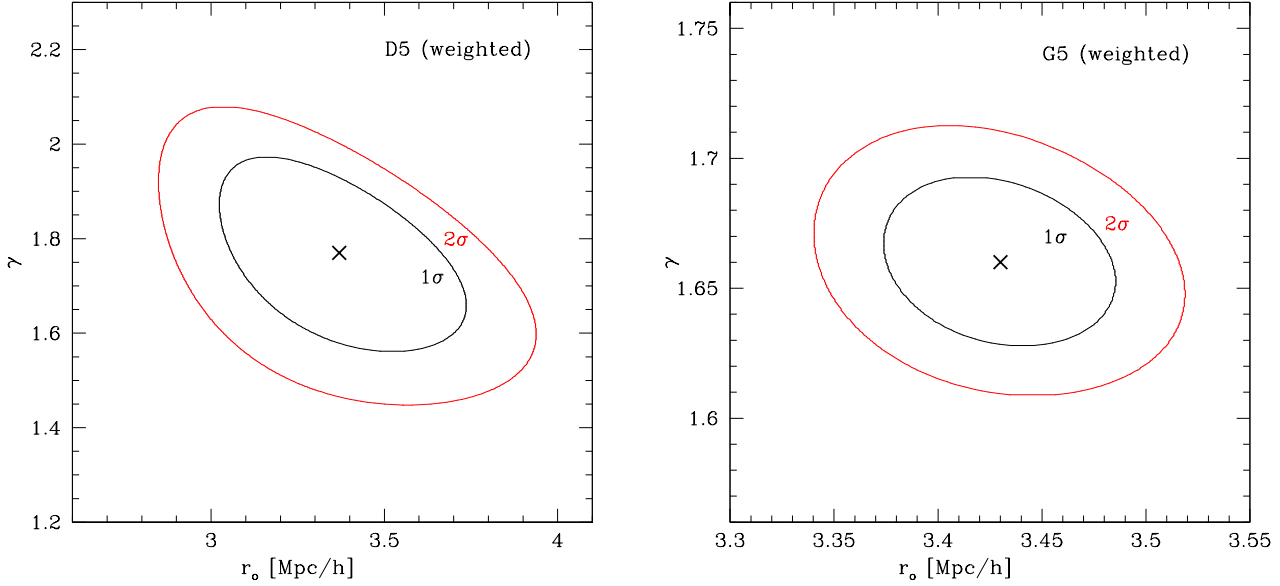 D5 (weighted)
2.2
2
1.8
1.6
1.4
1.2
γ
2σ
1σ
3
3.5
4
r₀ [Mpc/h]
G5 (weighted)
1.75
1.7
1.65
1.6
γ
1σ
2σ
3.3
3.35
3.4
3.45
3.5
3.55
r₀ [Mpc/h]